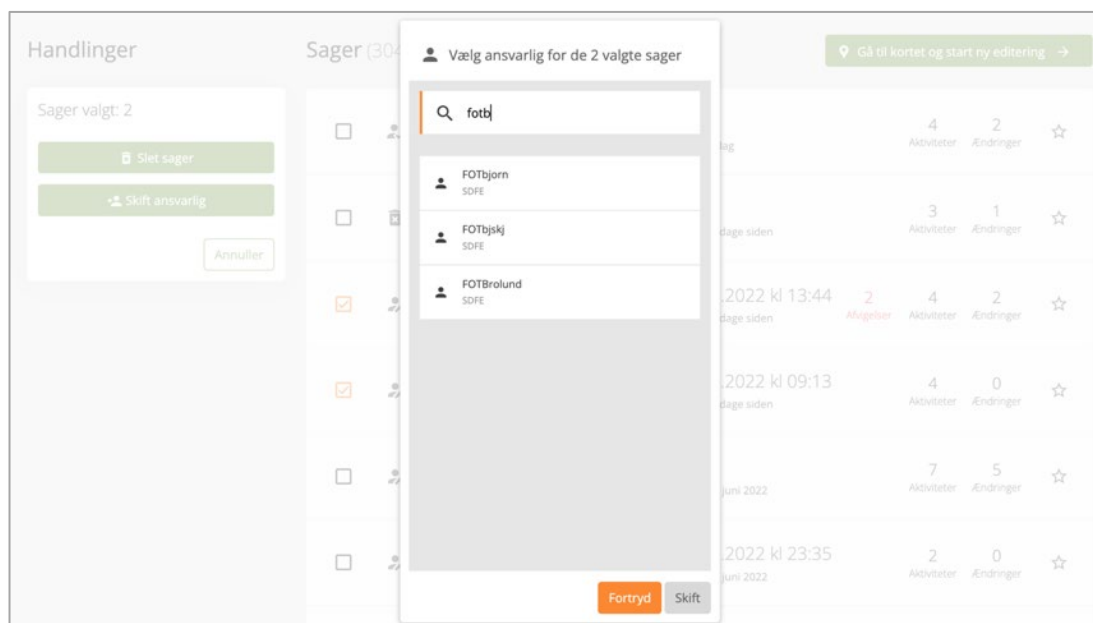 Handlinger
Sager valgt: 2
Slet sager
Skift ansvarlig
Annuller
Sager (304
Gå til kortet og start ny editering
Vælg ansvarlig for de 2 valgte sager
fotb
FOTbjorn
SDFE
FOTbjskj
SDFE
FOTBrolund
SDFE
Fortryd Skift
4 2
Aktiviteter Ændringer
3 1
dage siden Aktiviteter Ændringer
.2022 kl 13:44 2 4 2
dage siden Afvigelser Aktiviteter Ændringer
.2022 kl 09:13 4 0
dage siden Aktiviteter Ændringer
7 5
juni 2022 Aktiviteter Ændringer
.2022 kl 23:35 2 0
juni 2022 Aktiviteter Ændringer